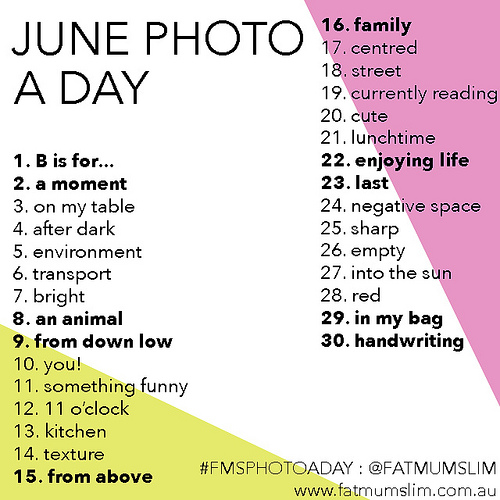 JUNE PHOTO
A DAY
1. B is for...
2. a moment
3. on my table
4. after dark
5. environment
6. transport
7. bright
8. an animal
9. from down low
10. you!
11. something funny
12. 11 o'clock
13. kitchen
14. texture
15. from above
16. family
17. centred
18. street
19. currently reading
20. cute
21. lunchtime
22. enjoying life
23. last
24. negative space
25. sharp
26. empty
27. into the sun
28. red
29. in my bag
30. handwriting
#FMSPHOTOADAY : @FATMUMSLIM
www.fatmumslim.com.au